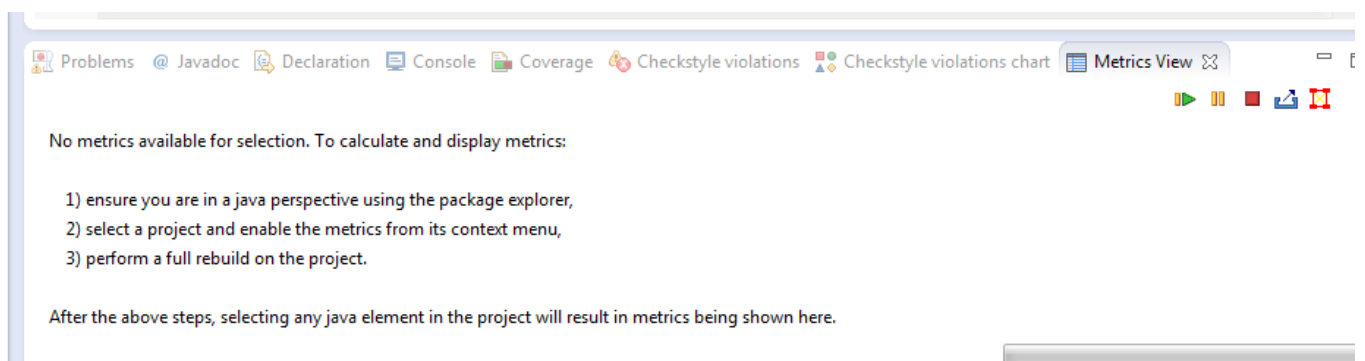 Problems @ Javadoc Declaration Console Coverage Checkstyle violations Checkstyle violations chart Metrics View
No metrics available for selection. To calculate and display metrics:
1) ensure you are in a java perspective using the package explorer,
2) select a project and enable the metrics from its context menu,
3) perform a full rebuild on the project.
After the above steps, selecting any java element in the project will result in metrics being shown here.